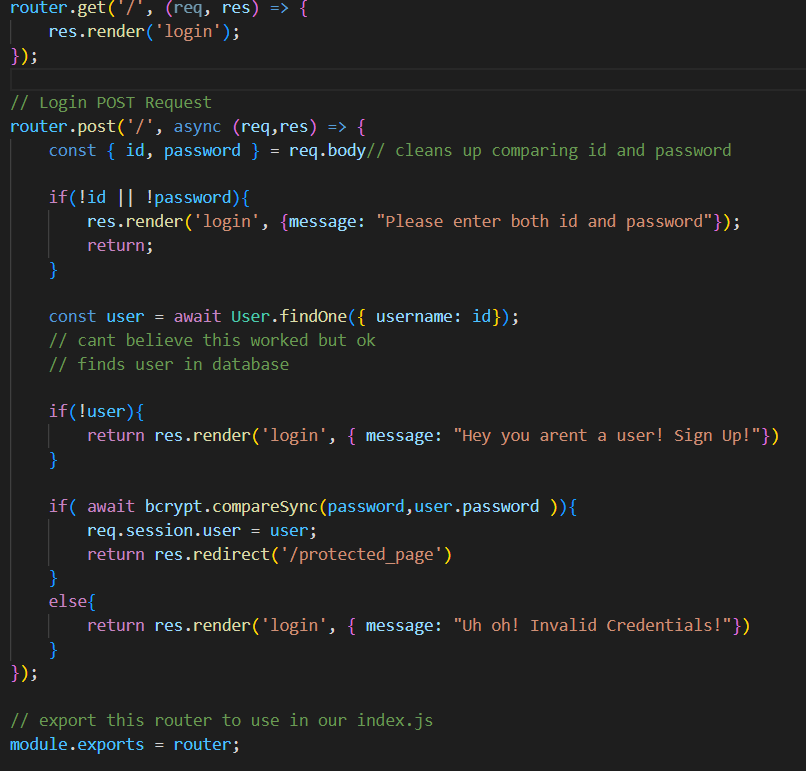 router.get('/', (req, res) => {
    res.render('login');
});

// Login POST Request
router.post('/', async (req,res) => {
    const { id, password } = req.body// cleans up comparing id and password

    if(!id || !password){
        res.render('login', {message: "Please enter both id and password"});
        return;
    }

    const user = await User.findOne({ username: id});
    // cant believe this worked but ok
    // finds user in database

    if(!user){
        return res.render('login', { message: "Hey you arent a user! Sign Up!"})
    }

    if( await bcrypt.compareSync(password,user.password )){
        req.session.user = user;
        return res.redirect('/protected_page')
    }
    else{
        return res.render('login', { message: "Uh oh! Invalid Credentials!"})
    }
});

// export this router to use in our index.js
module.exports = router;